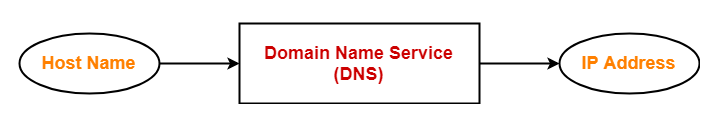 Host Name
Domain Name Service
(DNS)
IP Address